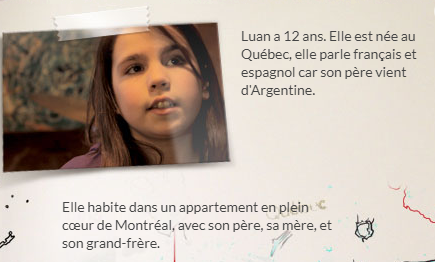 Luan a 12 ans. Elle est née au
Québec, elle parle français et
espagnol car son père vient
d'Argentine.
Elle habite dans un appartement en plein
cœur de Montréal, avec son père, sa mère, et
son grand-frère.